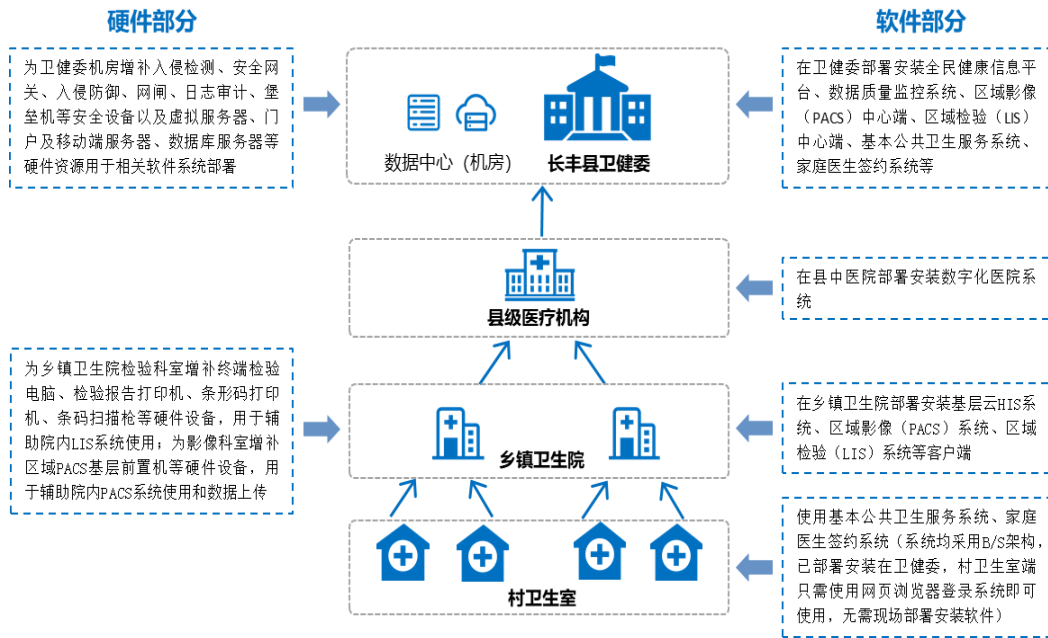 硬件部分
为卫健委机房增补入侵检测、安全网
关、入侵防御、网闸、日志审计、堡
垒机等安全设备以及虚拟服务器、门
户及移动端服务器、数据库服务器等
硬件资源用于相关软件系统部署
为乡镇卫生院检验科室增补终端检验
电脑、检验报告打印机、条形码打印
机、条码扫描枪等硬件设备，用于辅
助院内LIS系统使用；为影像科室增补
区域PACS基层前置机等硬件设备，用
于辅助院内PACS系统使用和数据上传
数据中心（机房）
长丰县卫健委
县级医疗机构
乡镇卫生院
村卫生室
软件部分
在卫健委部署安装全民健康信息平
台、数据质量监控系统、区域影像
（PACS）中心端、区域检验（LIS）
中心端、基本公共卫生服务系统、
家庭医生签约系统等
在县中医院部署安装数字化医院系
统
在乡镇卫生院部署安装基层云HIS系
统、区域影像（PACS）系统、区域
检验（LIS）系统等客户端
使用基本公共卫生服务系统、家庭
医生签约系统（系统均采用B/S架构，
已部署安装在卫健委，村卫生室端
只需使用网页浏览器登录系统即可
使用，无需现场部署安装软件）